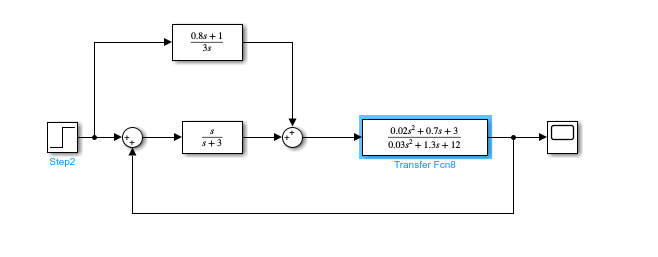 0.8s + 1
3s
+
+
s
s + 3
+
+
0.02s² + 0.7s + 3
0.03s² + 1.3s + 12
Step2
Transfer Fcn8